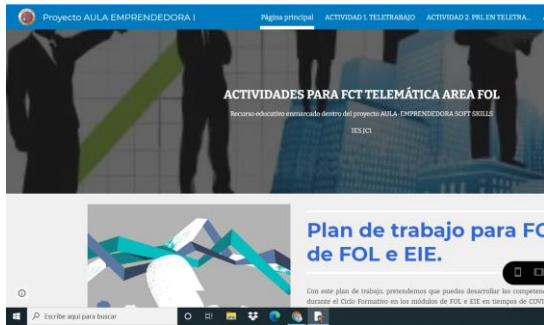 Proyecto AULA EMPRENDEDORA I
Página principal
ACTIVIDAD 1. TELETRABAJO
ACTIVIDAD 2. PRL EN TELETRA...
ACTIVIDADES PARA FCT TELEMÁTICA AREA FOL
Recurso educativo enmarcado dentro del proyecto AULA-EMPRENDEDORA SOFT SKILLS
IES JC1
Plan de trabajo para FC
de FOL e EIE.
Con este plan de trabajo, pretendemos que puedas desarrollar las competenc
durante el Ciclo Formativo en los módulos de FOL e EIE en tiempos de COVI
Escribe aquí para buscar